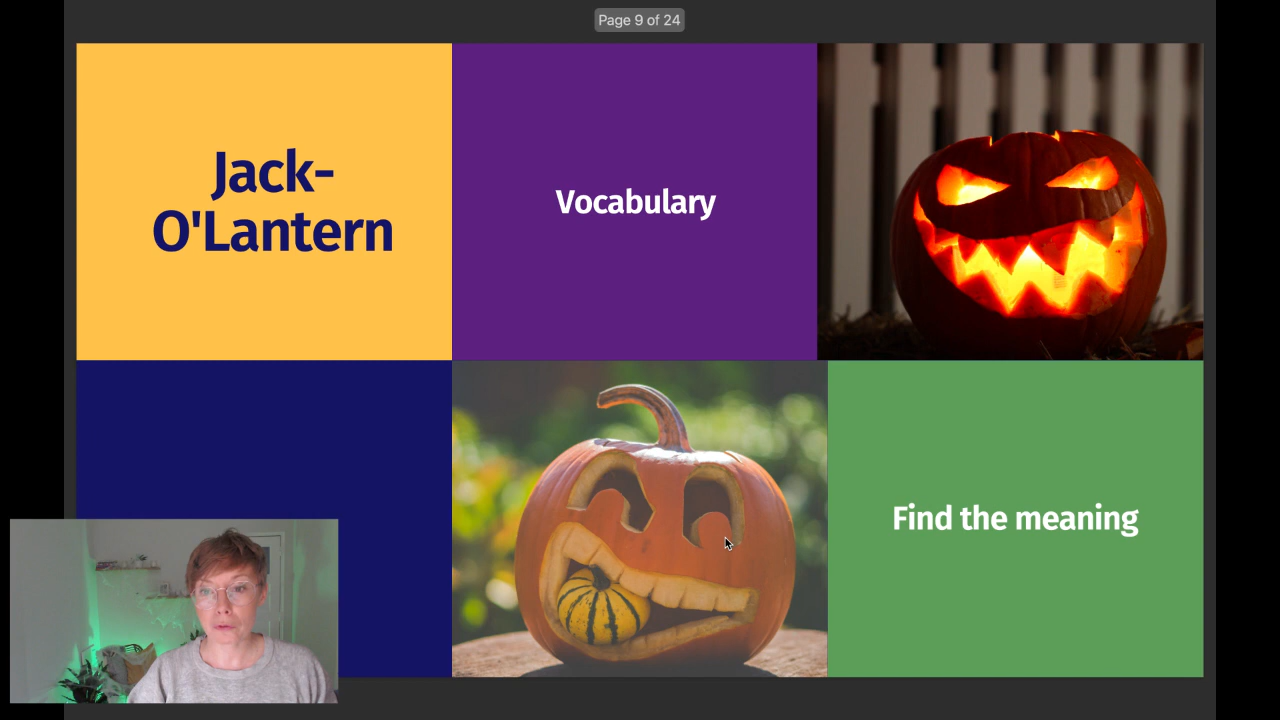 Page 9 of 24
Jack-
O'Lantern
Vocabulary
Find the meaning